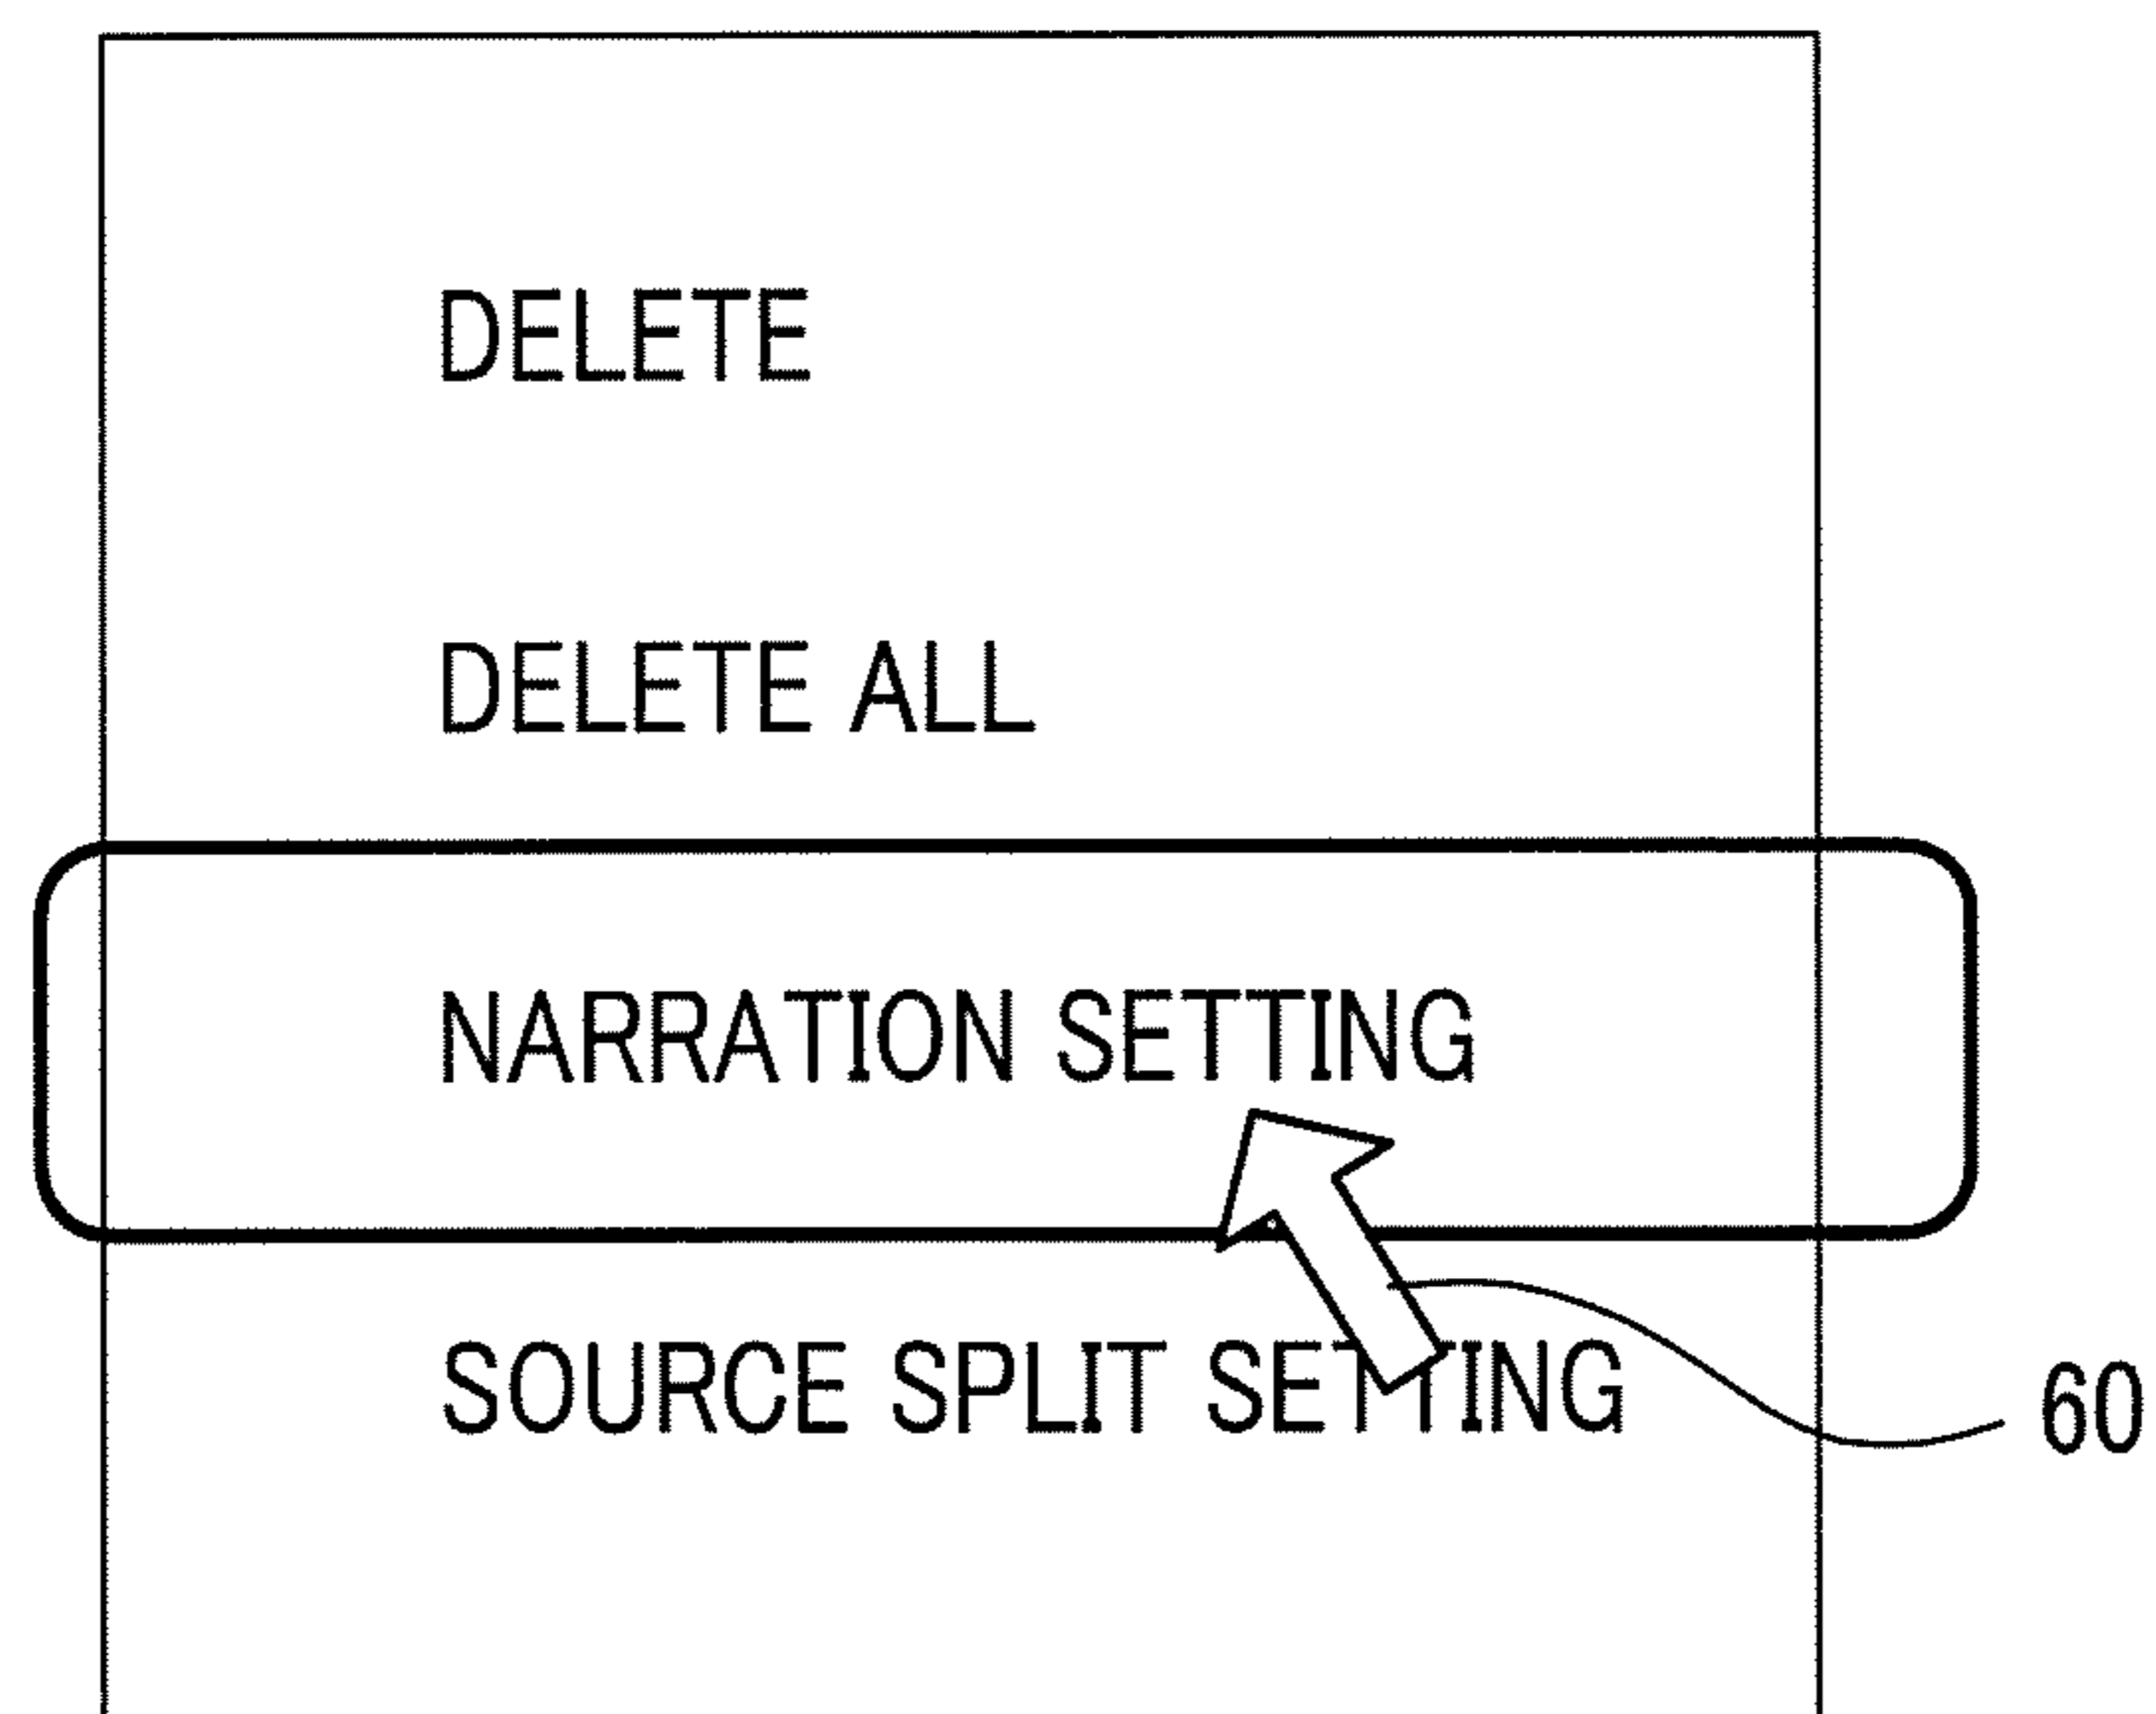 DELETE
DELETE ALL
NARRATION SETTING
SOURCE SPLIT SETTING
60